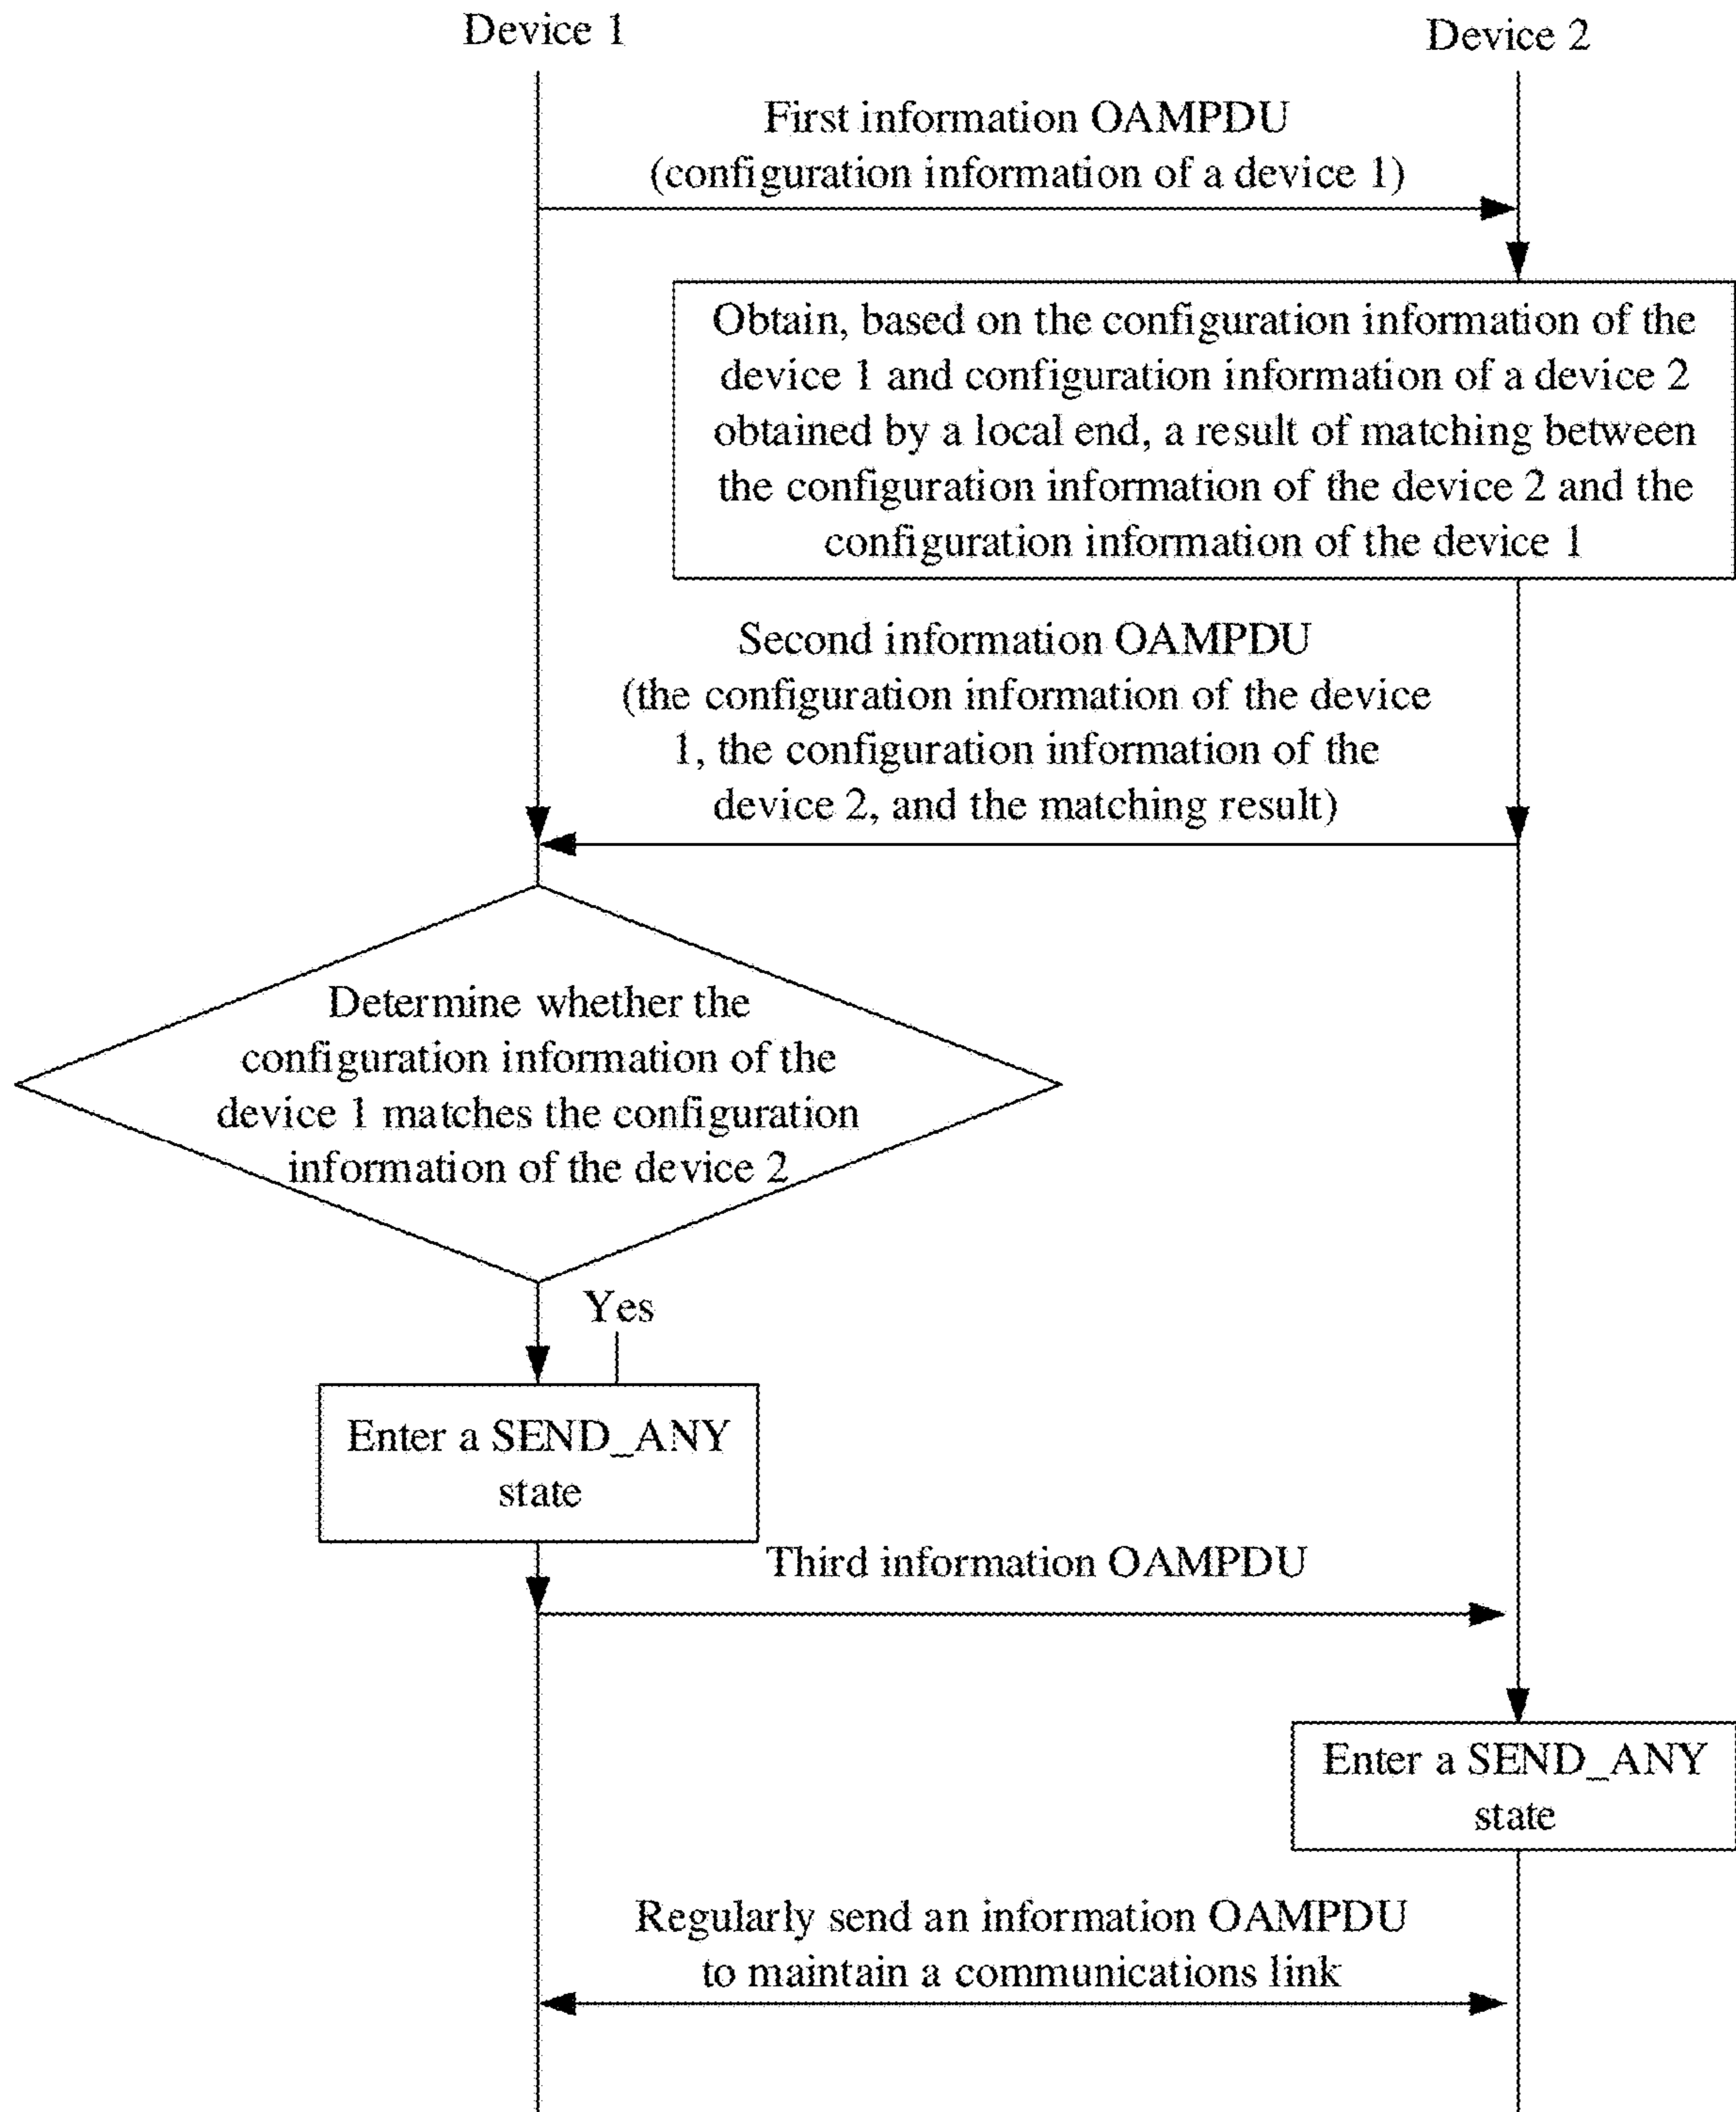 Device 1
Device 2
First information OAMPDU
(configuration information of a device 1)
Obtain, based on the configuration information of the
device 1 and configuration information of a device 2
obtained by a local end, a result of matching between
the configuration information of the device 2 and the
configuration information of the device 1
Second information OAMPDU
(the configuration information of the device
1, the configuration information of the
device 2, and the matching result)
Determine whether the
configuration information of the
device 1 matches the configuration
information of the device 2
Yes
Enter a SEND_ANY
state
Third information OAMPDU
Enter a SEND_ANY
state
Regularly send an information OAMPDU
to maintain a communications link